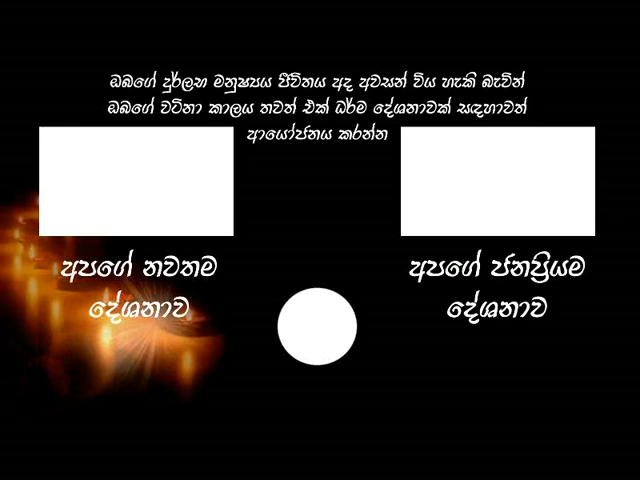 ඔබගේ දුර්ලභ මනුෂ්‍යය ජීවිතය අද අවසන් විය හැකි බැවින්
ඔබගේ වටිනා කාලය තවත් එක් ධර්ම දේශනාවක් සඳහාවත්
ආයෝජනය කරන්න
අපගේ නවතම
දේශනාව
අපගේ ජනප්‍රියම
දේශනාව